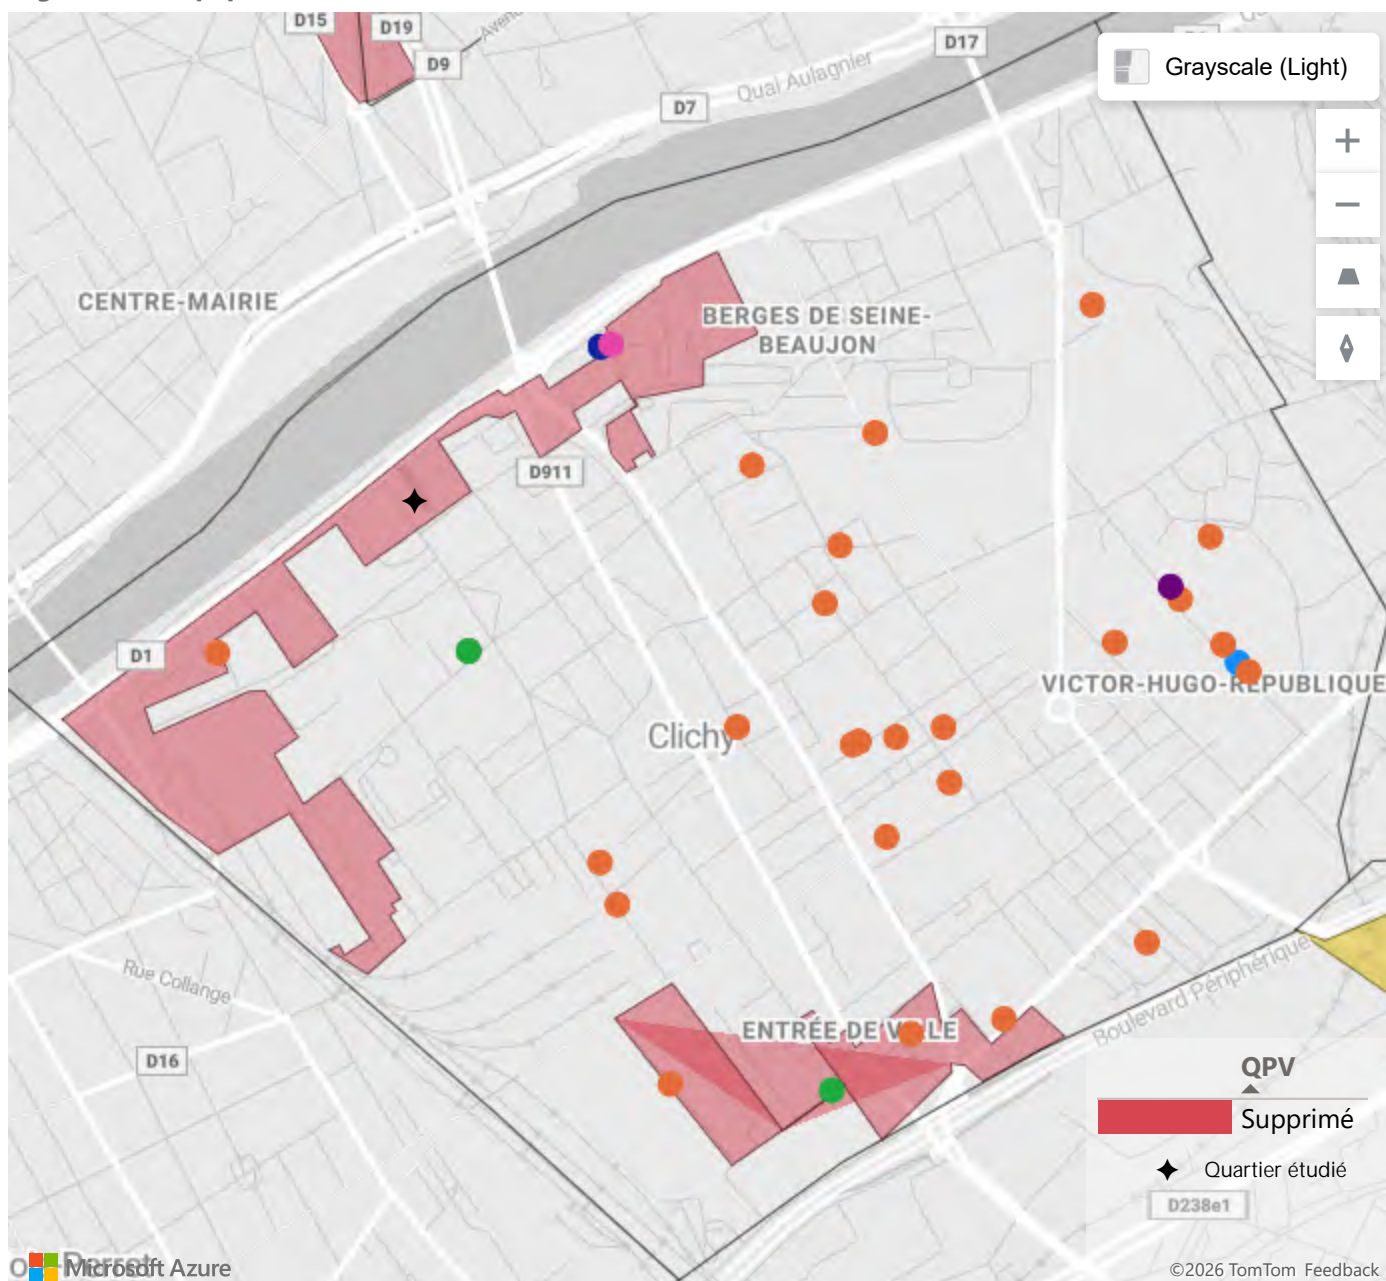 D15
D19
Aven
D9
D17
Quai Aulagnier
D7
Grayscale (Light)
CENTRE-MAIRIE
BERGES DE SEINE-
BEAUJON
D911
D1
VICTOR-HUGO-RÉPUBLIQUE
Clichy
Rue Collange
Boulevard Périphérique
ENTRÉE DE VILLE
D16
QPV
Supprimé
Quartier étudié
D238e1
Perret
Microsoft Azure
©2026 TomTom Feedback